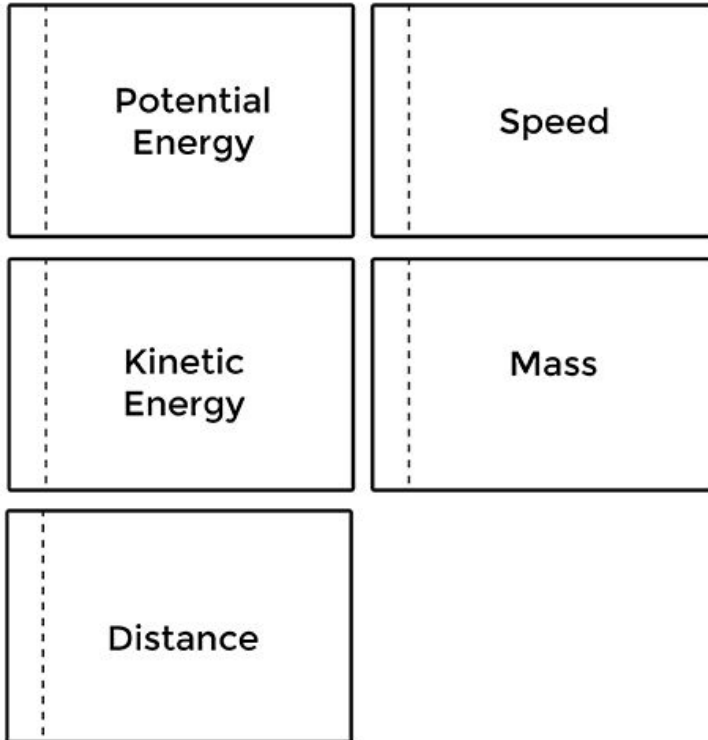 Potential
Energy
Speed
Kinetic
Energy
Mass
Distance